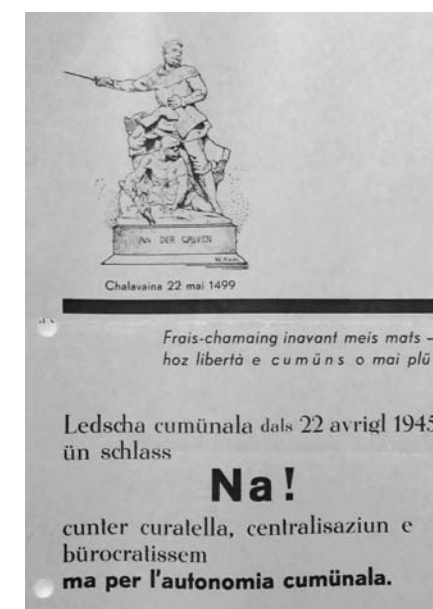 AN DER CALVEN
Chalavaina 22 mai 1499
Frais-chamaing inavant meis mats –
hoz libertà e cumüns o mai plü
Ledscha cumünala dals 22 avrigl 1945
ün schlass
Na!
cunter curatella, centralisaziun e
bürocratissem
ma per l'autonomia cumünala.